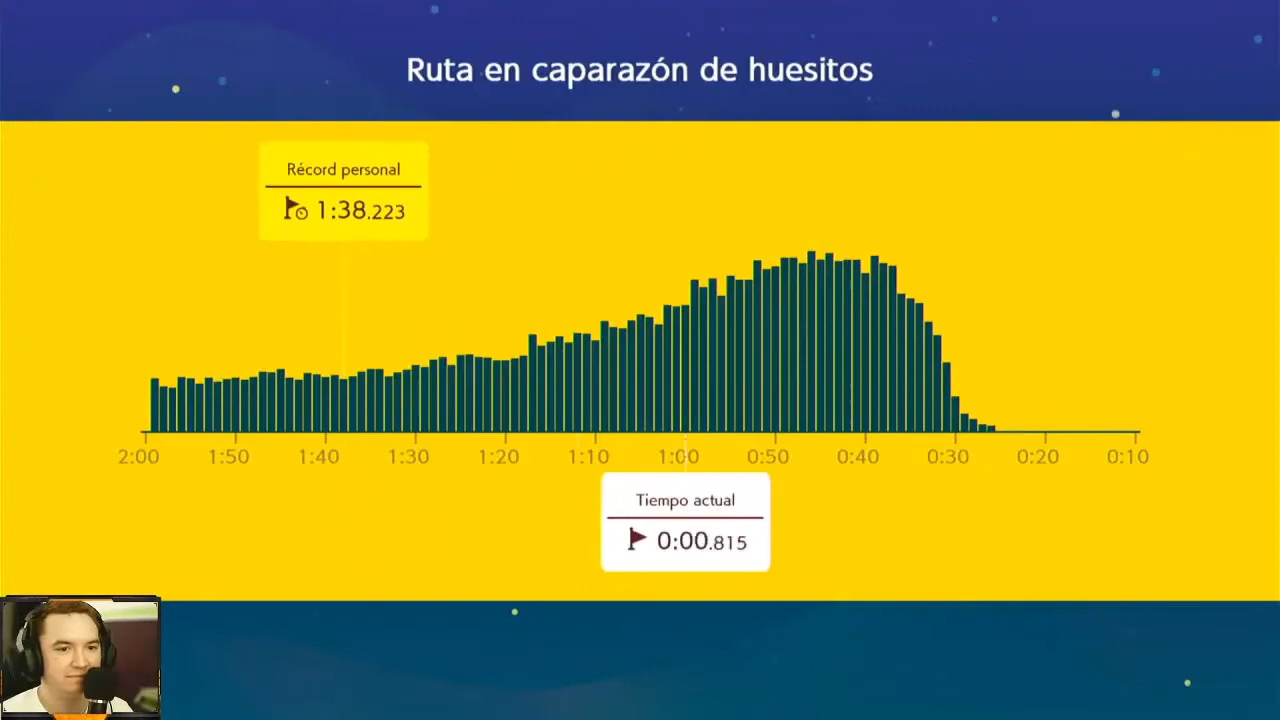 Ruta en caparazón de huesitos
Récord personal
1:38.223
2:00 1:50 1:40 1:30 1:20 1:10 1:00 0:50 0:40 0:30 0:20 0:10
Tiempo actual
0:00.815